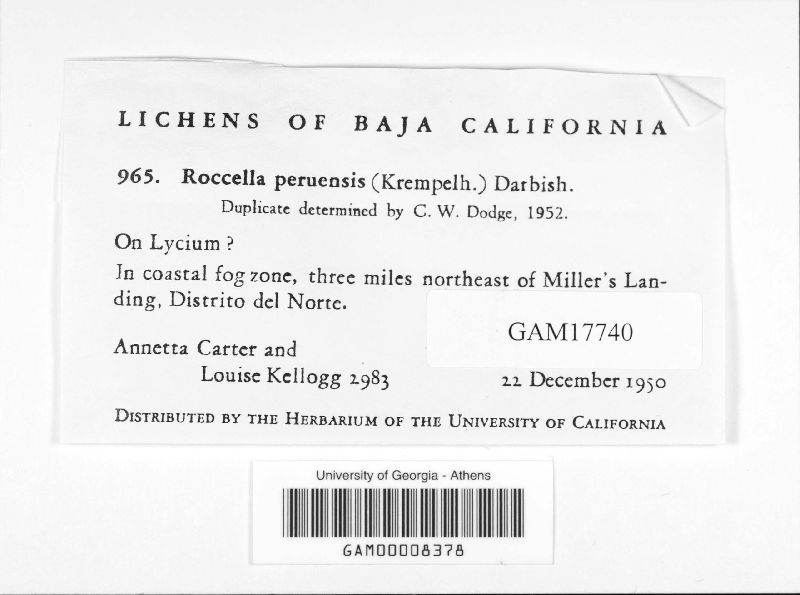 LICHENS OF BAJA CALIFORNIA
965. Roccella peruensis (Krempelh.) Darbish.
Duplicate determined by C. W. Dodge, 1952.
On Lycium ?
In coastal fog zone, three miles northeast of Miller's Lan-
ding, Distrito del Norte.
GAM17740
Annetta Carter and
Louise Kellogg 2983
22 December 1950
DISTRIBUTED BY THE HERBARIUM OF THE UNIVERSITY OF CALIFORNIA
University of Georgia - Athens
GAM00008378